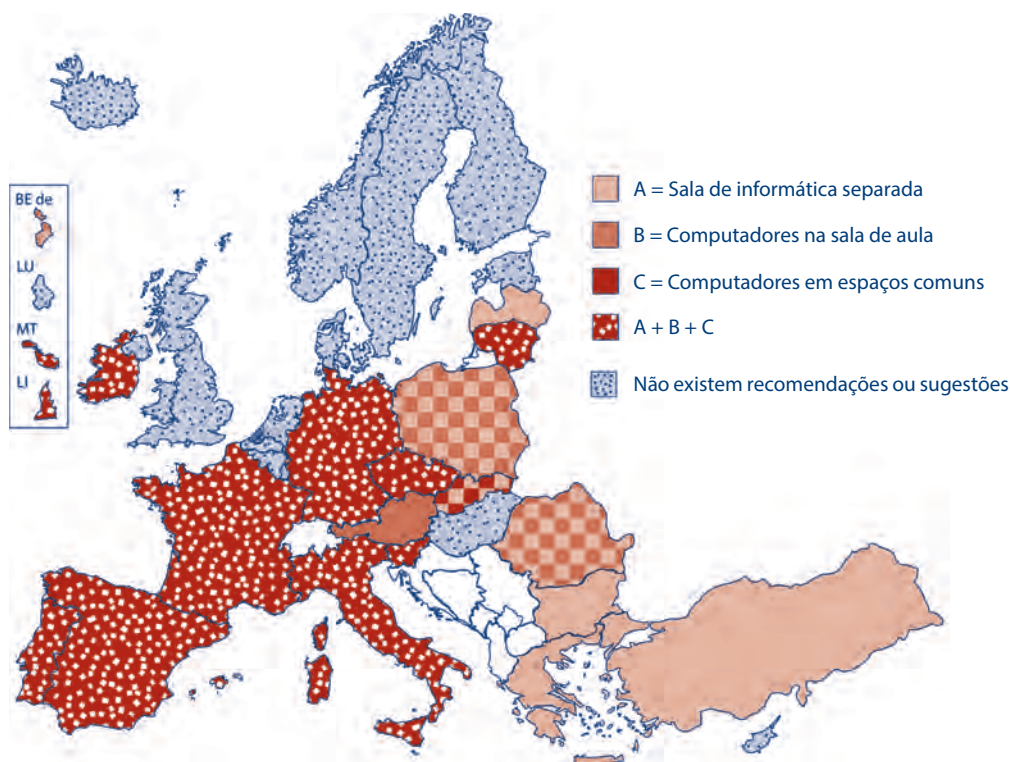 BE de
LU
MT
LI
A = Sala de informática separada
B = Computadores na sala de aula
C = Computadores em espaços comuns
A + B + C
Não existem recomendações ou sugestões